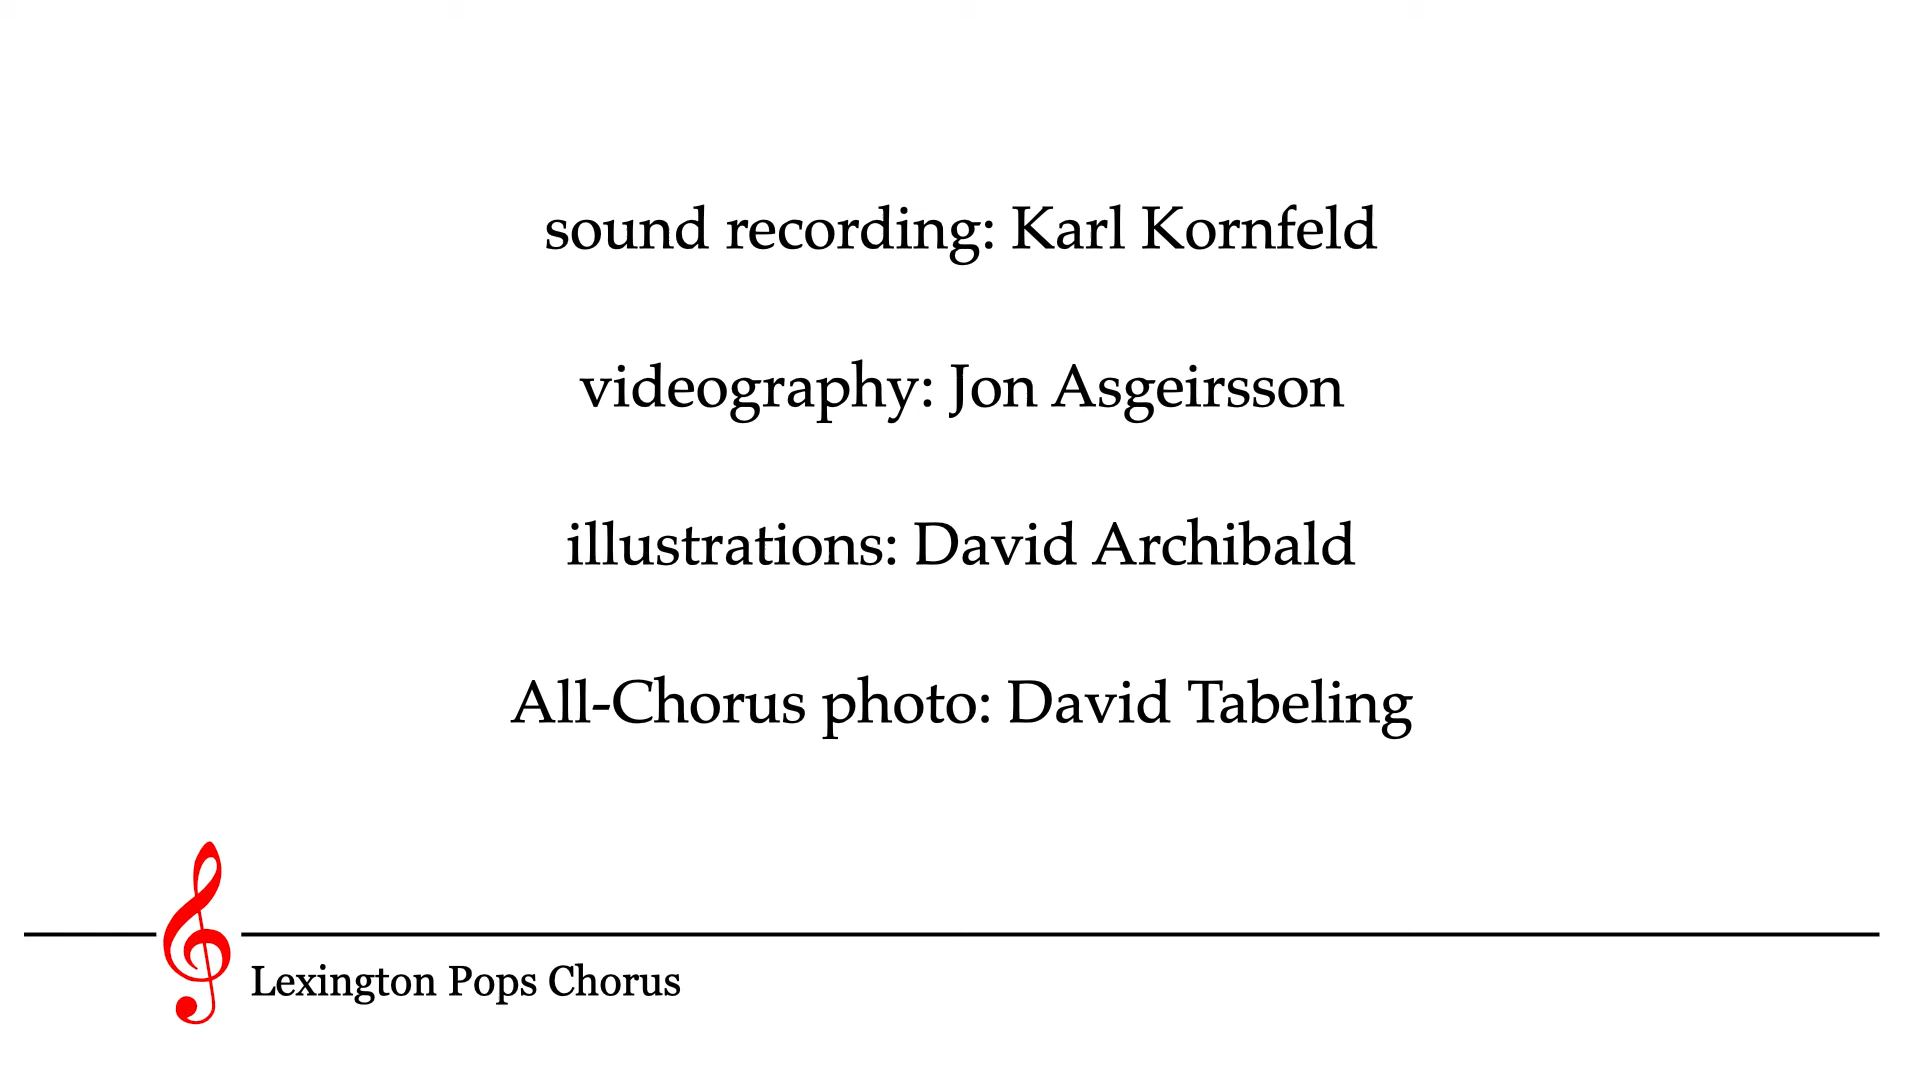 sound recording: Karl Kornfeld
videography: Jon Asgeirsson
illustrations: David Archibald
All-Chorus photo: David Tabeling
Lexington Pops Chorus